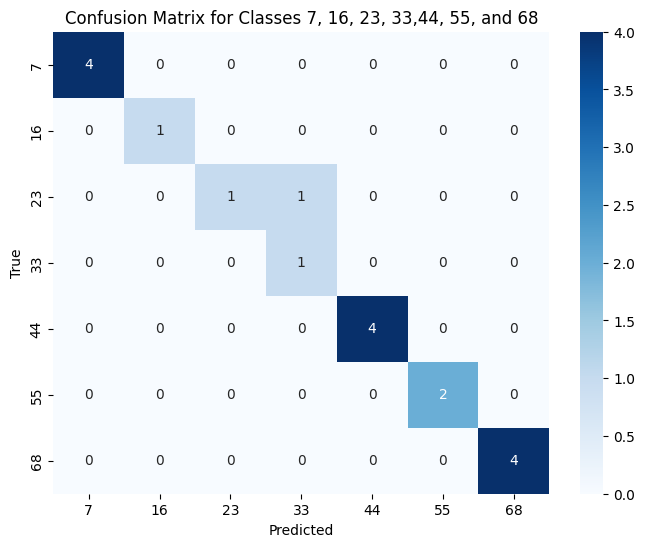 Confusion Matrix for Classes 7, 16, 23, 33,44, 55, and 68
True
7 4 0 0 0 0 0 0
16 0 1 0 0 0 0 0
23 0 0 1 1 0 0 0
33 0 0 0 1 0 0 0
44 0 0 0 0 4 0 0
55 0 0 0 0 0 2 0
68 0 0 0 0 0 0 4
7 16 23 33 44 55 68
Predicted
4.0
3.5
3.0
2.5
2.0
1.5
1.0
0.5
0.0